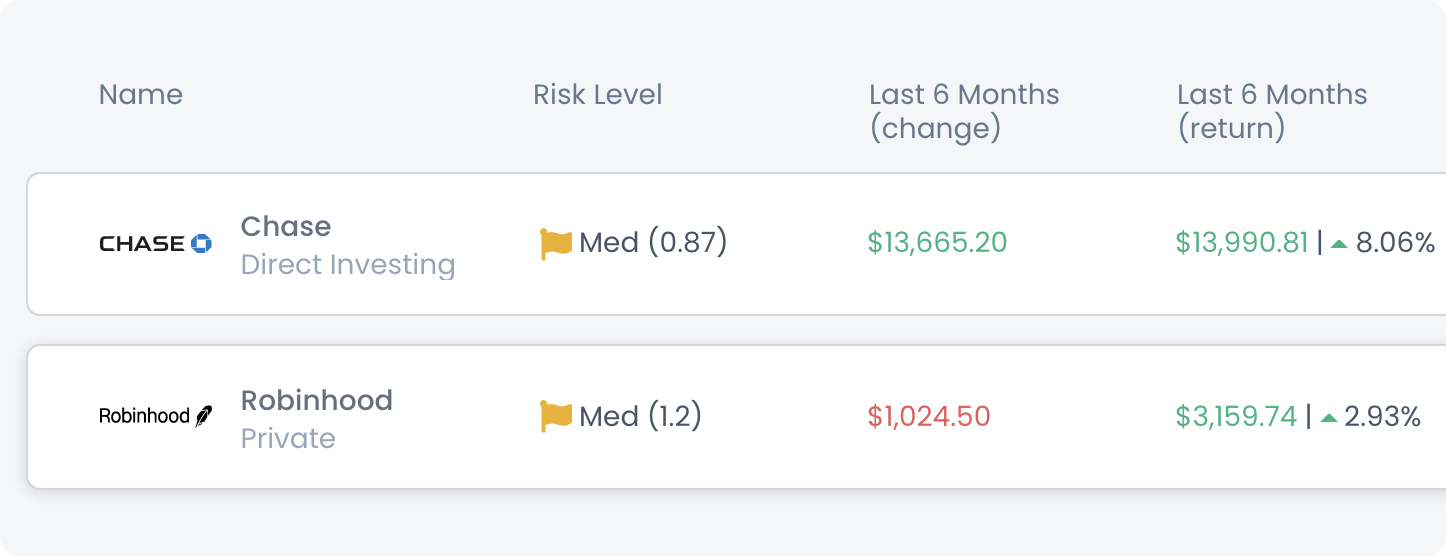 Name Risk Level Last 6 Months (change) Last 6 Months (return)
CHASE Chase
Direct Investing
Med (0.87) $13,665.20 $13,990.81 | 8.06%
Robinhood Robinhood
Private
Med (1.2) $1,024.50 $3,159.74 | 2.93%